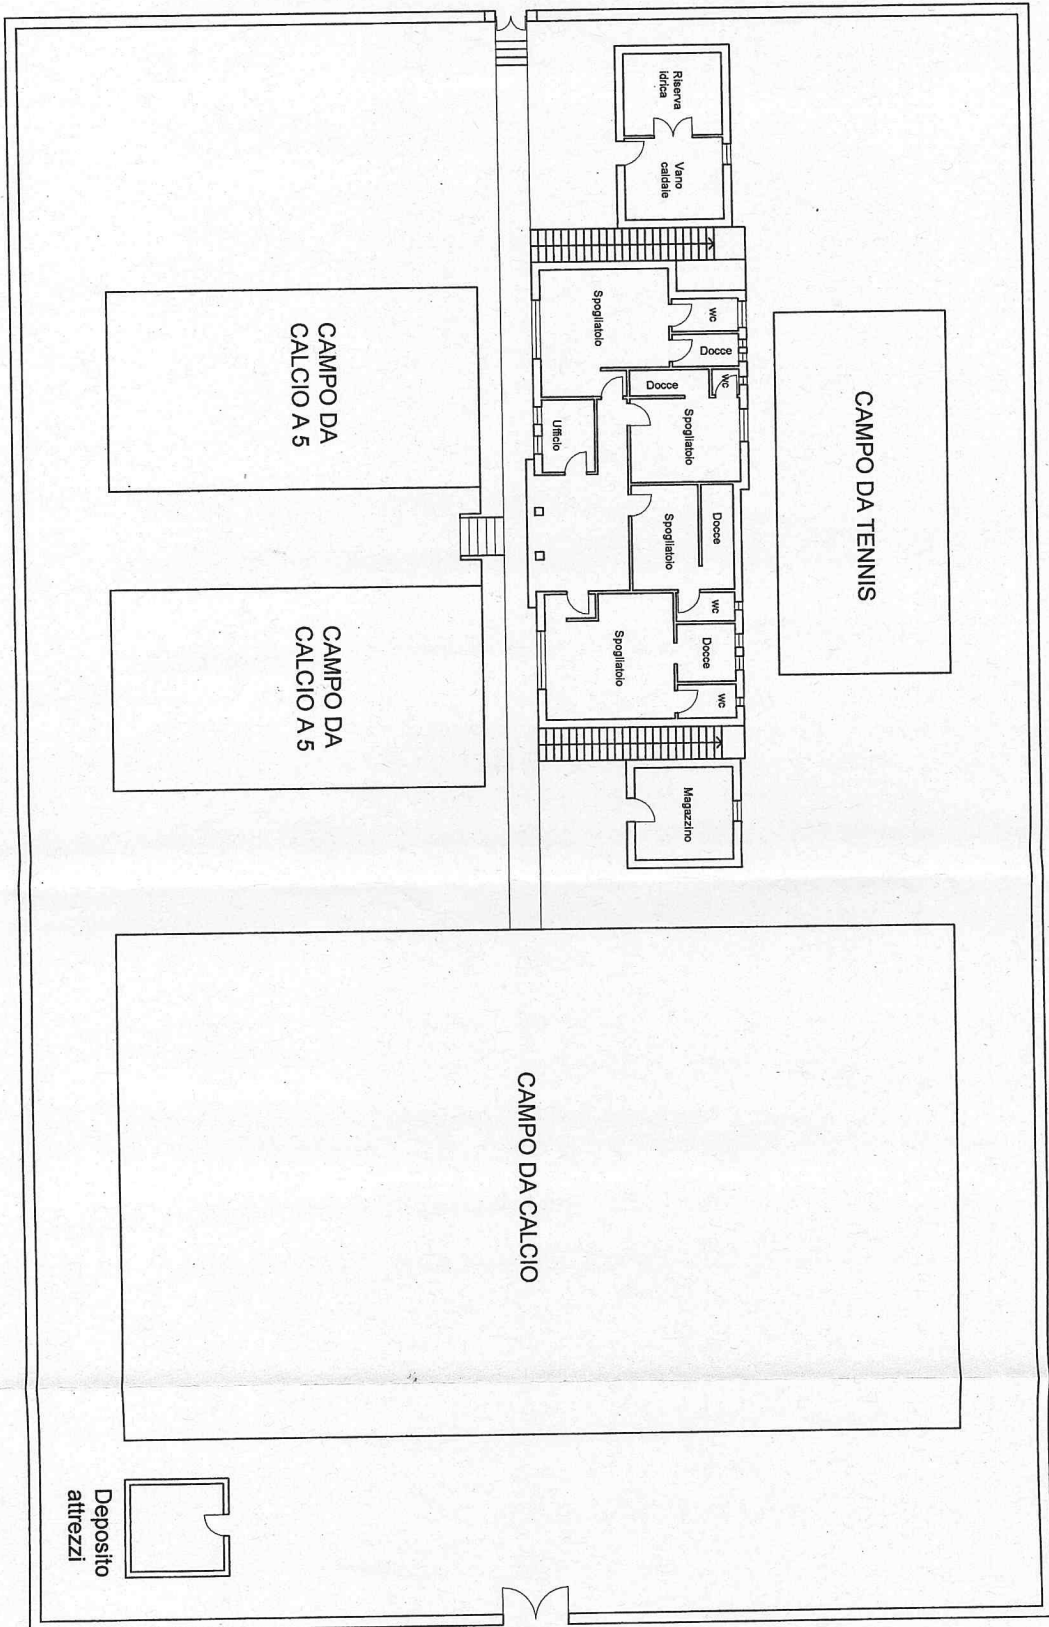 Riserva
idrica
Vano
caldaie
Spogliatoio
wc
Docce
Docce
wc
Spogliatoio
Ufficio
Spogliatoio
Docce
wc
Spogliatoio
Docce
wc
Magazzino
CAMPO DA TENNIS
CAMPO DA
CALCIO A 5
CAMPO DA
CALCIO A 5
CAMPO DA CALCIO
Deposito
attrezzi